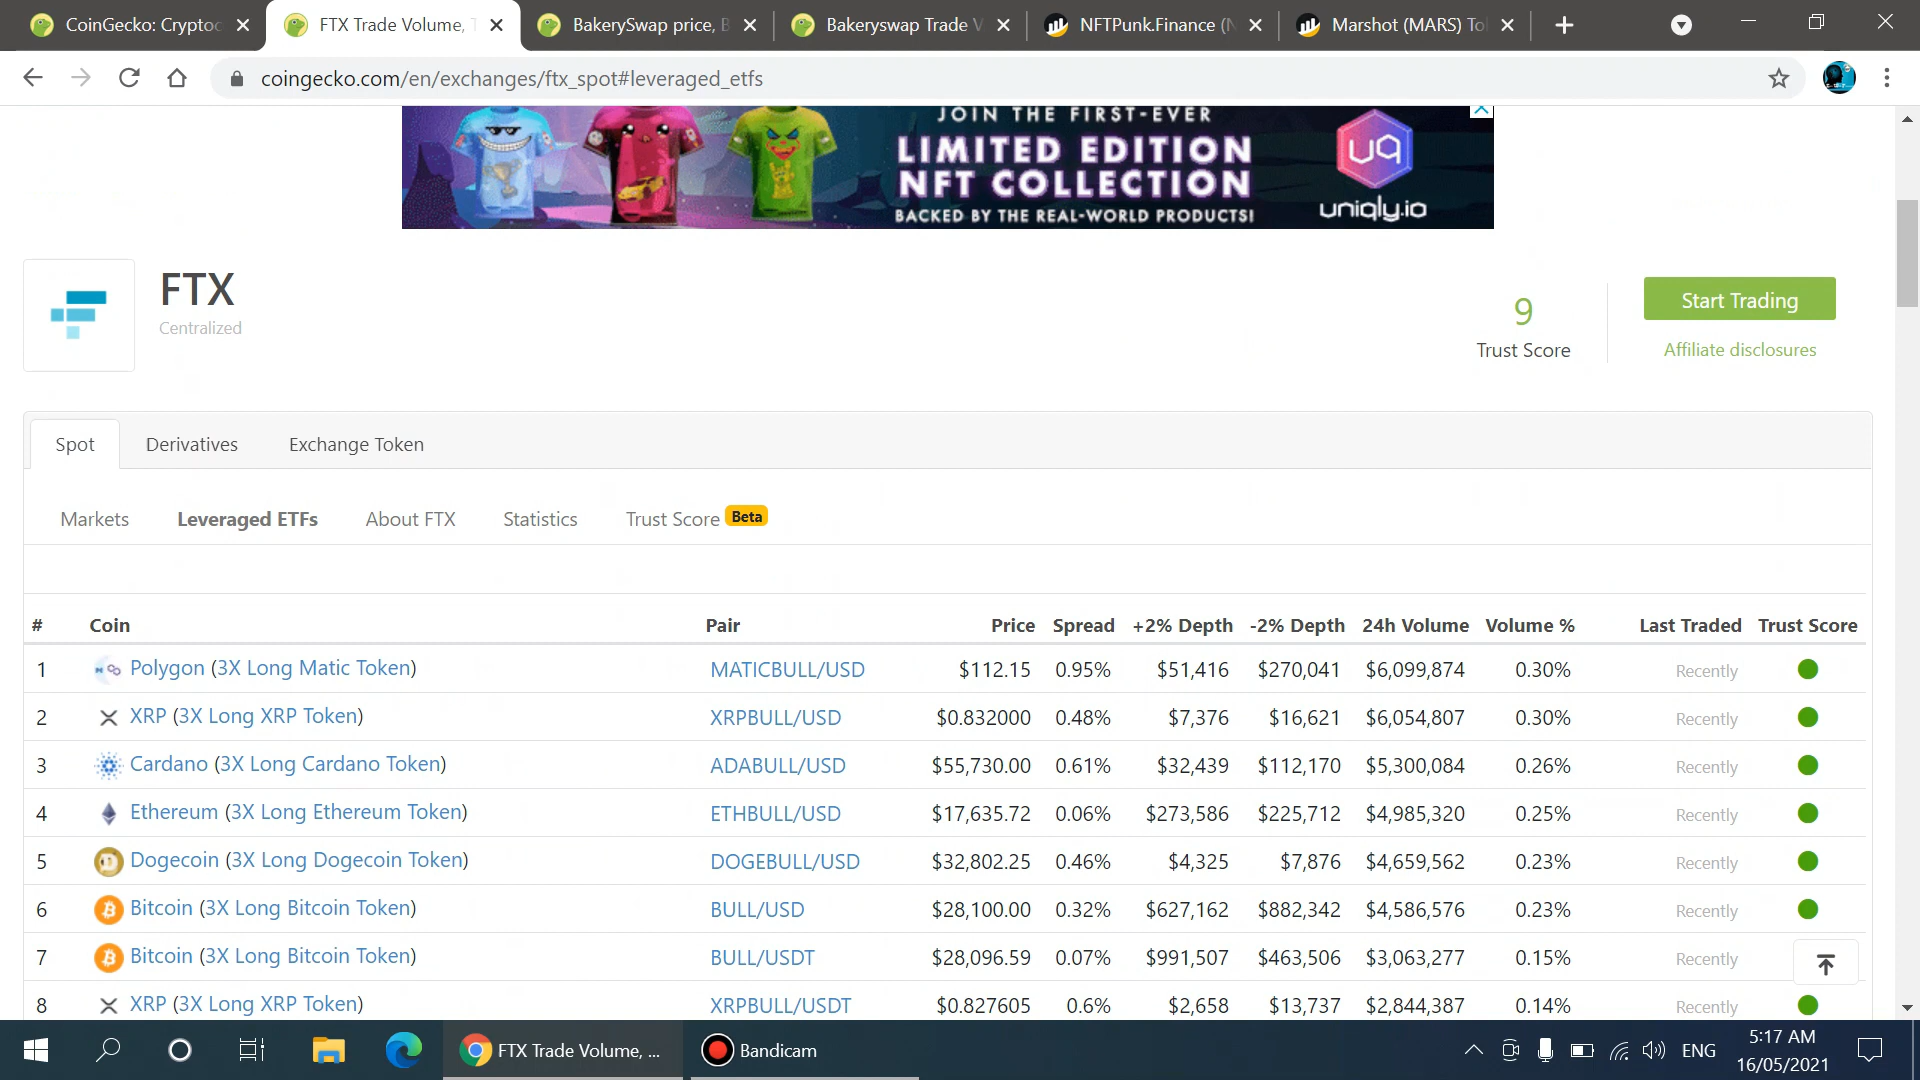 CoinGecko: Cryptoc
FTX Trade Volume, T
BakerySwap price, B
Bakeryswap Trade V
NFTPunk.Finance (N
Marshot (MARS) To
coingecko.com/en/exchanges/ftx_spot#leveraged_etfs
JOIN THE FIRST-EVER
LIMITED EDITION
NFT COLLECTION
BACKED BY THE REAL-WORLD PRODUCTS!
uniqly.io
FTX
Centralized
9
Trust Score
Start Trading
Affiliate disclosures
Spot Derivatives Exchange Token
Markets Leveraged ETFs About FTX Statistics Trust Score Beta
# Coin Pair Price Spread +2% Depth -2% Depth 24h Volume Volume % Last Traded Trust Score
1 Polygon (3X Long Matic Token) MATICBULL/USD $112.15 0.95% $51,416 $270,041 $6,099,874 0.30% Recently
2 XRP (3X Long XRP Token) XRPBULL/USD $0.832000 0.48% $7,376 $16,621 $6,054,807 0.30% Recently
3 Cardano (3X Long Cardano Token) ADABULL/USD $55,730.00 0.61% $32,439 $112,170 $5,300,084 0.26% Recently
4 Ethereum (3X Long Ethereum Token) ETHBULL/USD $17,635.72 0.06% $273,586 $225,712 $4,985,320 0.25% Recently
5 Dogecoin (3X Long Dogecoin Token) DOGEBULL/USD $32,802.25 0.46% $4,325 $7,876 $4,659,562 0.23% Recently
6 Bitcoin (3X Long Bitcoin Token) BULL/USD $28,100.00 0.32% $627,162 $882,342 $4,586,576 0.23% Recently
7 Bitcoin (3X Long Bitcoin Token) BULL/USDT $28,096.59 0.07% $991,507 $463,506 $3,063,277 0.15% Recently
8 XRP (3X Long XRP Token) XRPBULL/USDT $0.827605 0.6% $2,658 $13,737 $2,844,387 0.14% Recently
FTX Trade Volume, ...
Bandicam
ENG
5:17 AM
16/05/2021